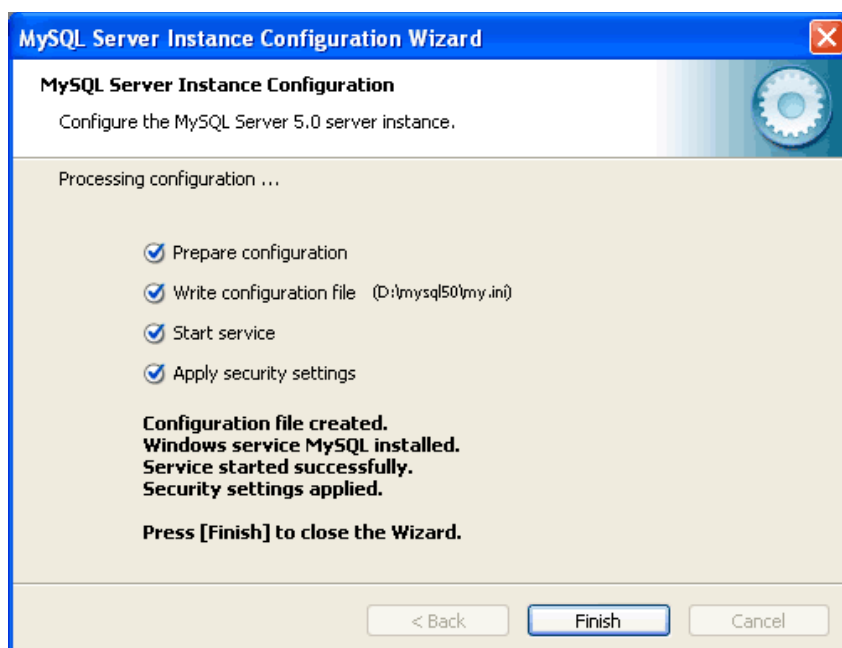 MySQL Server Instance Configuration Wizard
MySQL Server Instance Configuration
Configure the MySQL Server 5.0 server instance.
Processing configuration ...
Prepare configuration
Write configuration file (D:\mysql50\my.ini)
Start service
Apply security settings
Configuration file created.
Windows service MySQL installed.
Service started successfully.
Security settings applied.
Press [Finish] to close the Wizard.
< Back Finish Cancel